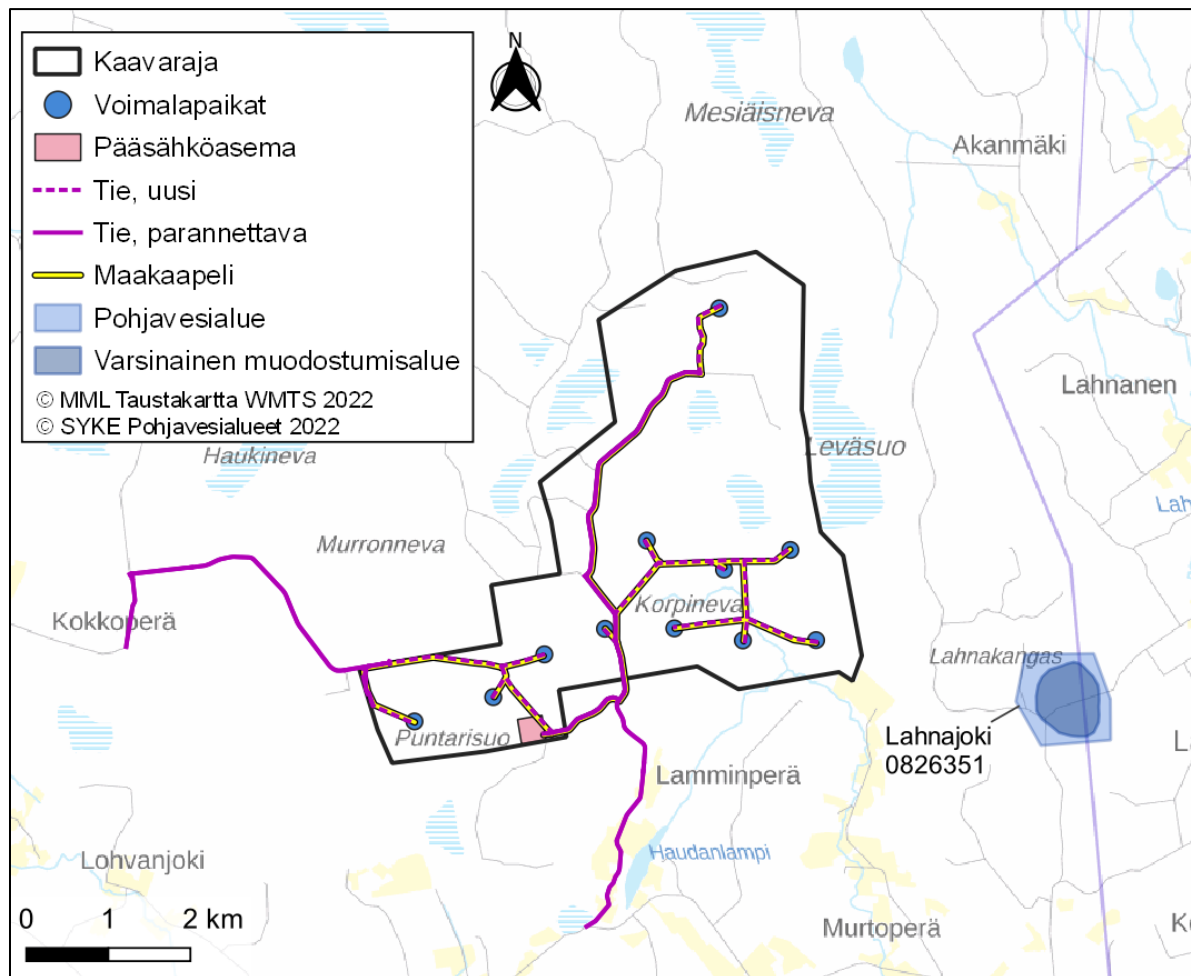 Kaavaraja
Voimalapaikat
Pääsähköasema
Tie, uusi
Tie, parannettava
Maakaapeli
Pohjavesialue
Varsinainen muodostumisalue
© MML Taustakartta WMTS 2022
© SYKE Pohjavesialueet 2022
N
Mesiäisneva
Akanmäki
Lahnanen
Leväsuo
Haukineva
Lah
Murronneva
Kokkoperä
Korpineva
Lahnakangas
Puntarisuo
Lahnajoki
0826351
La
Lamminperä
Haudanlampi
Lohvanjoki
Murtoperä
0 1 2 km